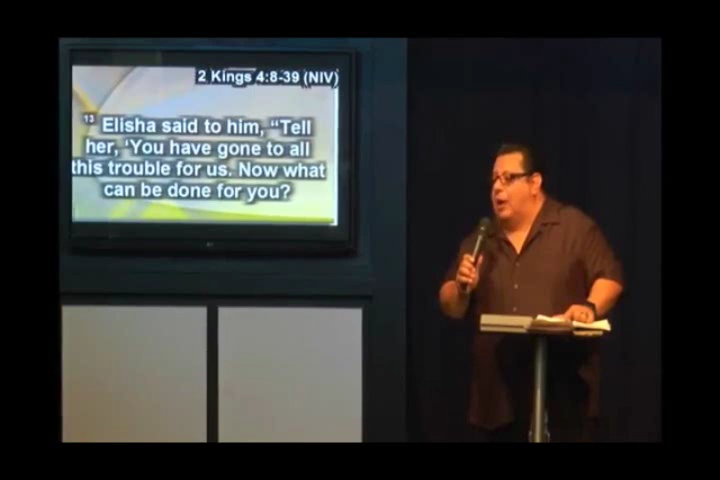 2 Kings 4:8-39 (NIV)
13 Elisha said to him, “Tell
her, ‘You have gone to all
this trouble for us. Now what
can be done for you?